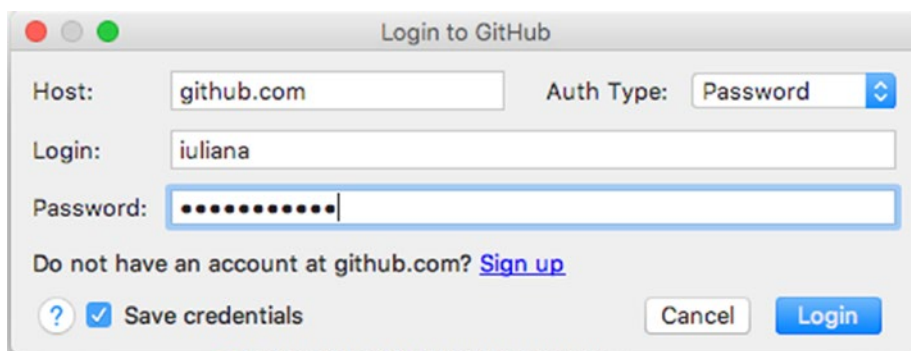 Login to GitHub
Host: github.com Auth Type: Password
Login: iuliana
Password: •••••••••••
Do not have an account at github.com? Sign up
? Save credentials Cancel Login